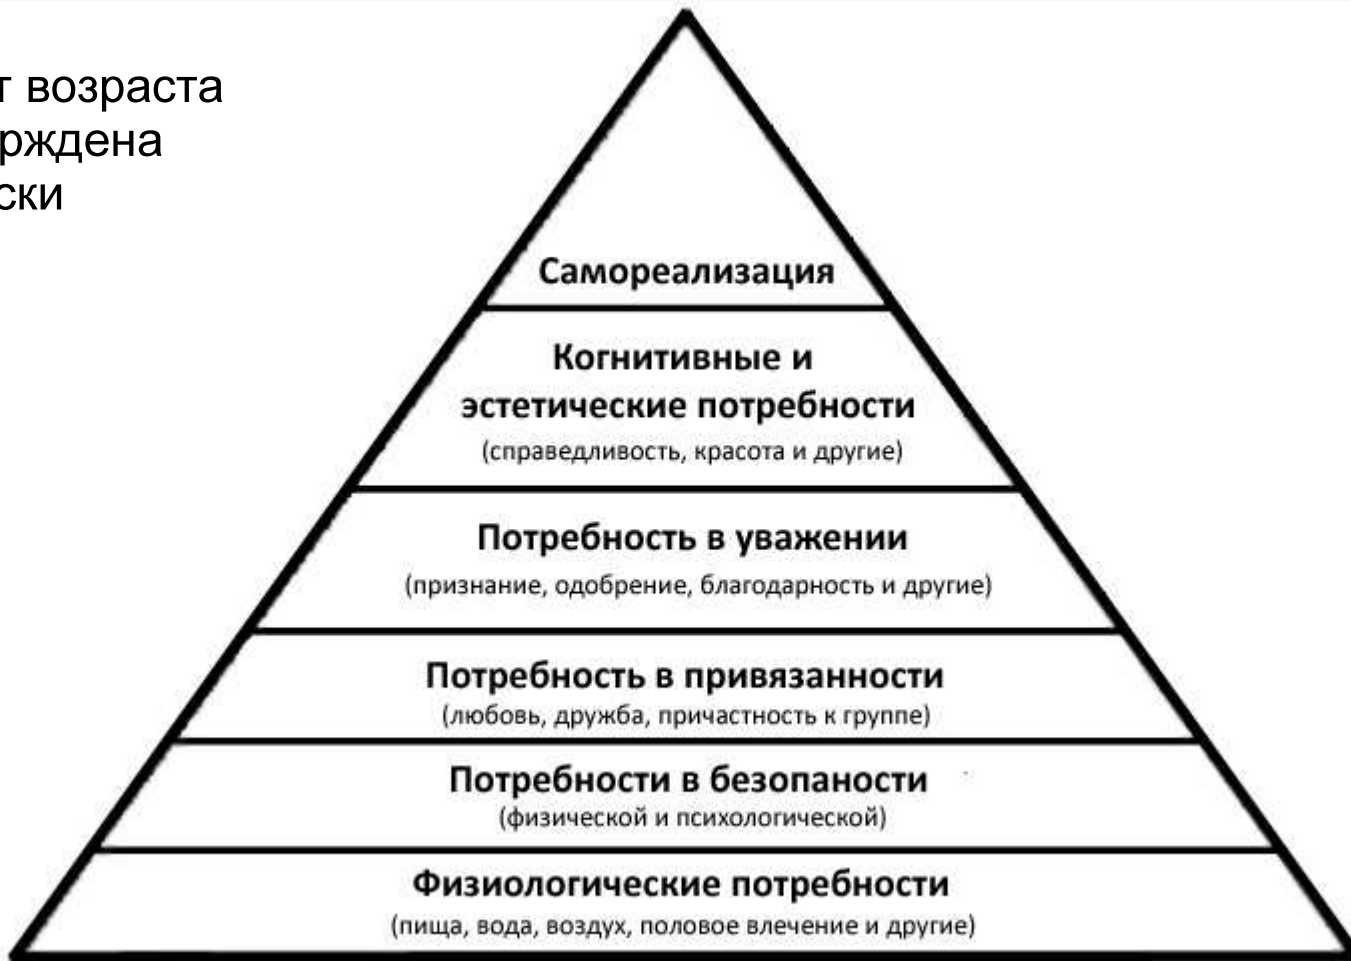 т возраста
рждена
ски
Самореализация
Когнитивные и
эстетические потребности
(справедливость, красота и другие)
Потребность в уважении
(признание, одобрение, благодарность и другие)
Потребность в привязанности
(любовь, дружба, причастность к группе)
Потребности в безопаности
(физической и психологической)
Физиологические потребности
(пища, вода, воздух, половое влечение и другие)